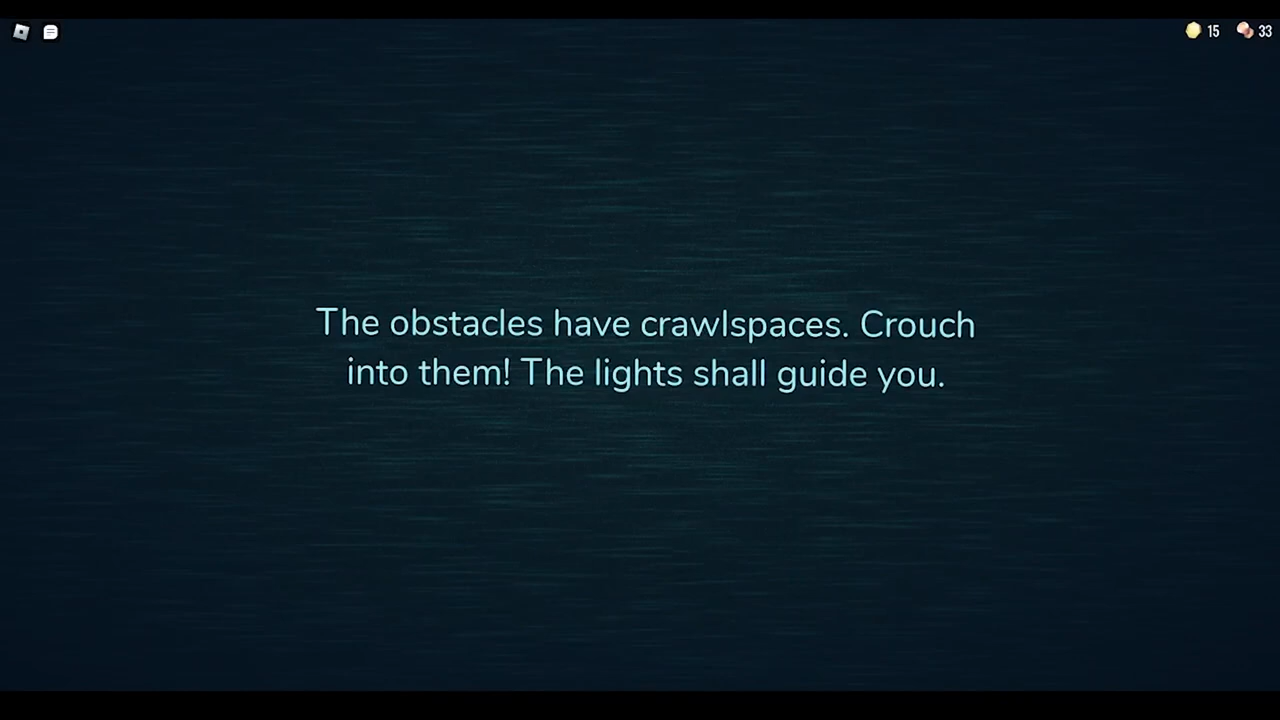 15
33
The obstacles have crawlspaces. Crouch
into them! The lights shall guide you.